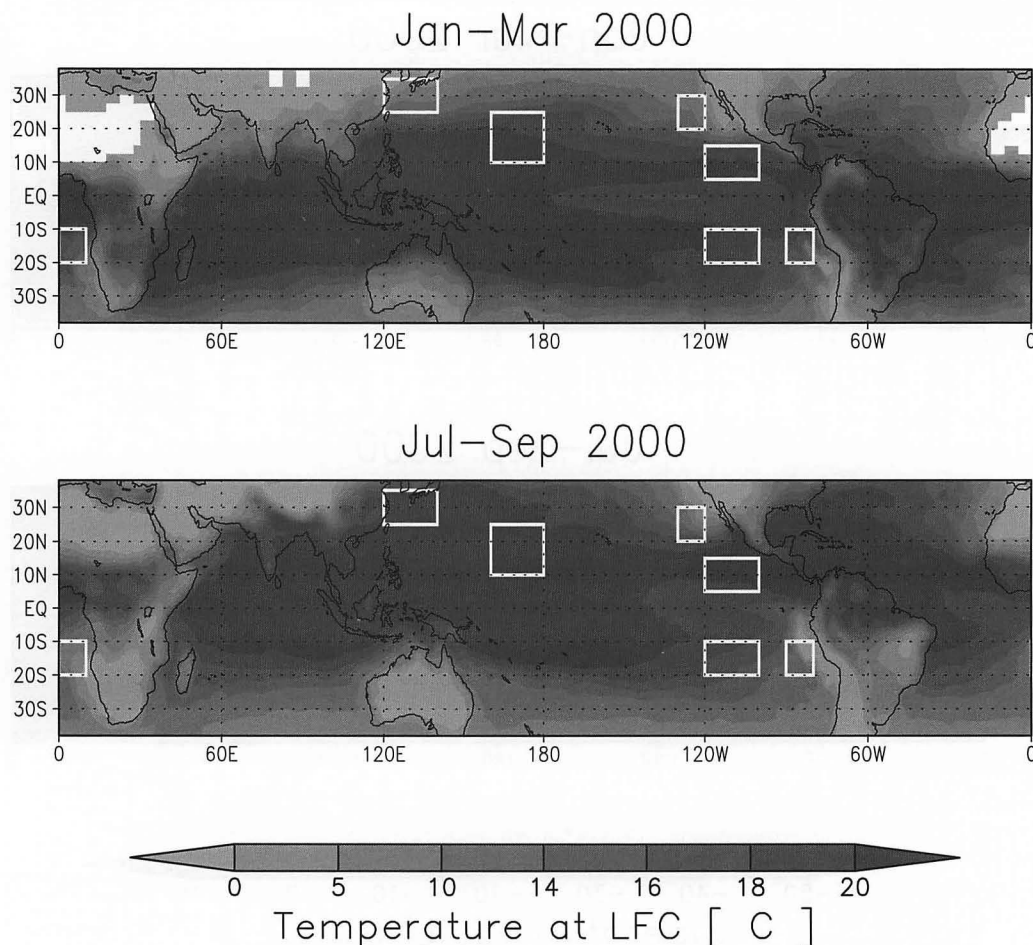 Jan-Mar 2000
30N
20N
10N
EQ
10S
20S
30S
0 60E 120E 180 120W 60W 0
Jul-Sep 2000
30N
20N
10N
EQ
10S
20S
30S
0 60E 120E 180 120W 60W 0
0 5 10 14 16 18 20
Temperature at LFC [ C ]